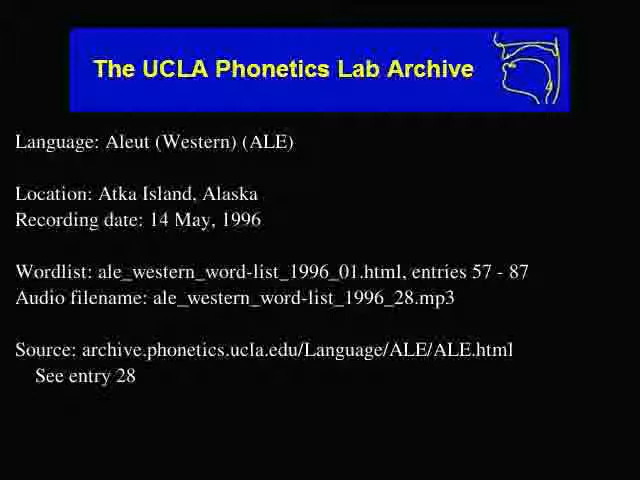 The UCLA Phonetics Lab Archive
Language: Aleut (Western) (ALE)
Location: Atka Island, Alaska
Recording date: 14 May, 1996
Wordlist: ale_western_word-list_1996_01.html, entries 57 - 87
Audio filename: ale_western_word-list_1996_28.mp3
Source: archive.phonetics.ucla.edu/Language/ALE/ALE.html
See entry 28